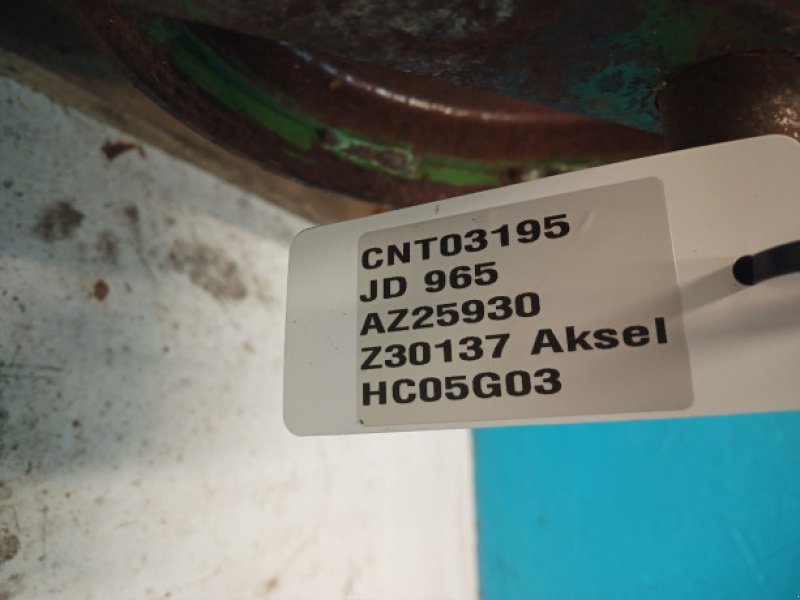 CNT03195
JD 965
AZ25930
Z30137 Aksel
HC05G03